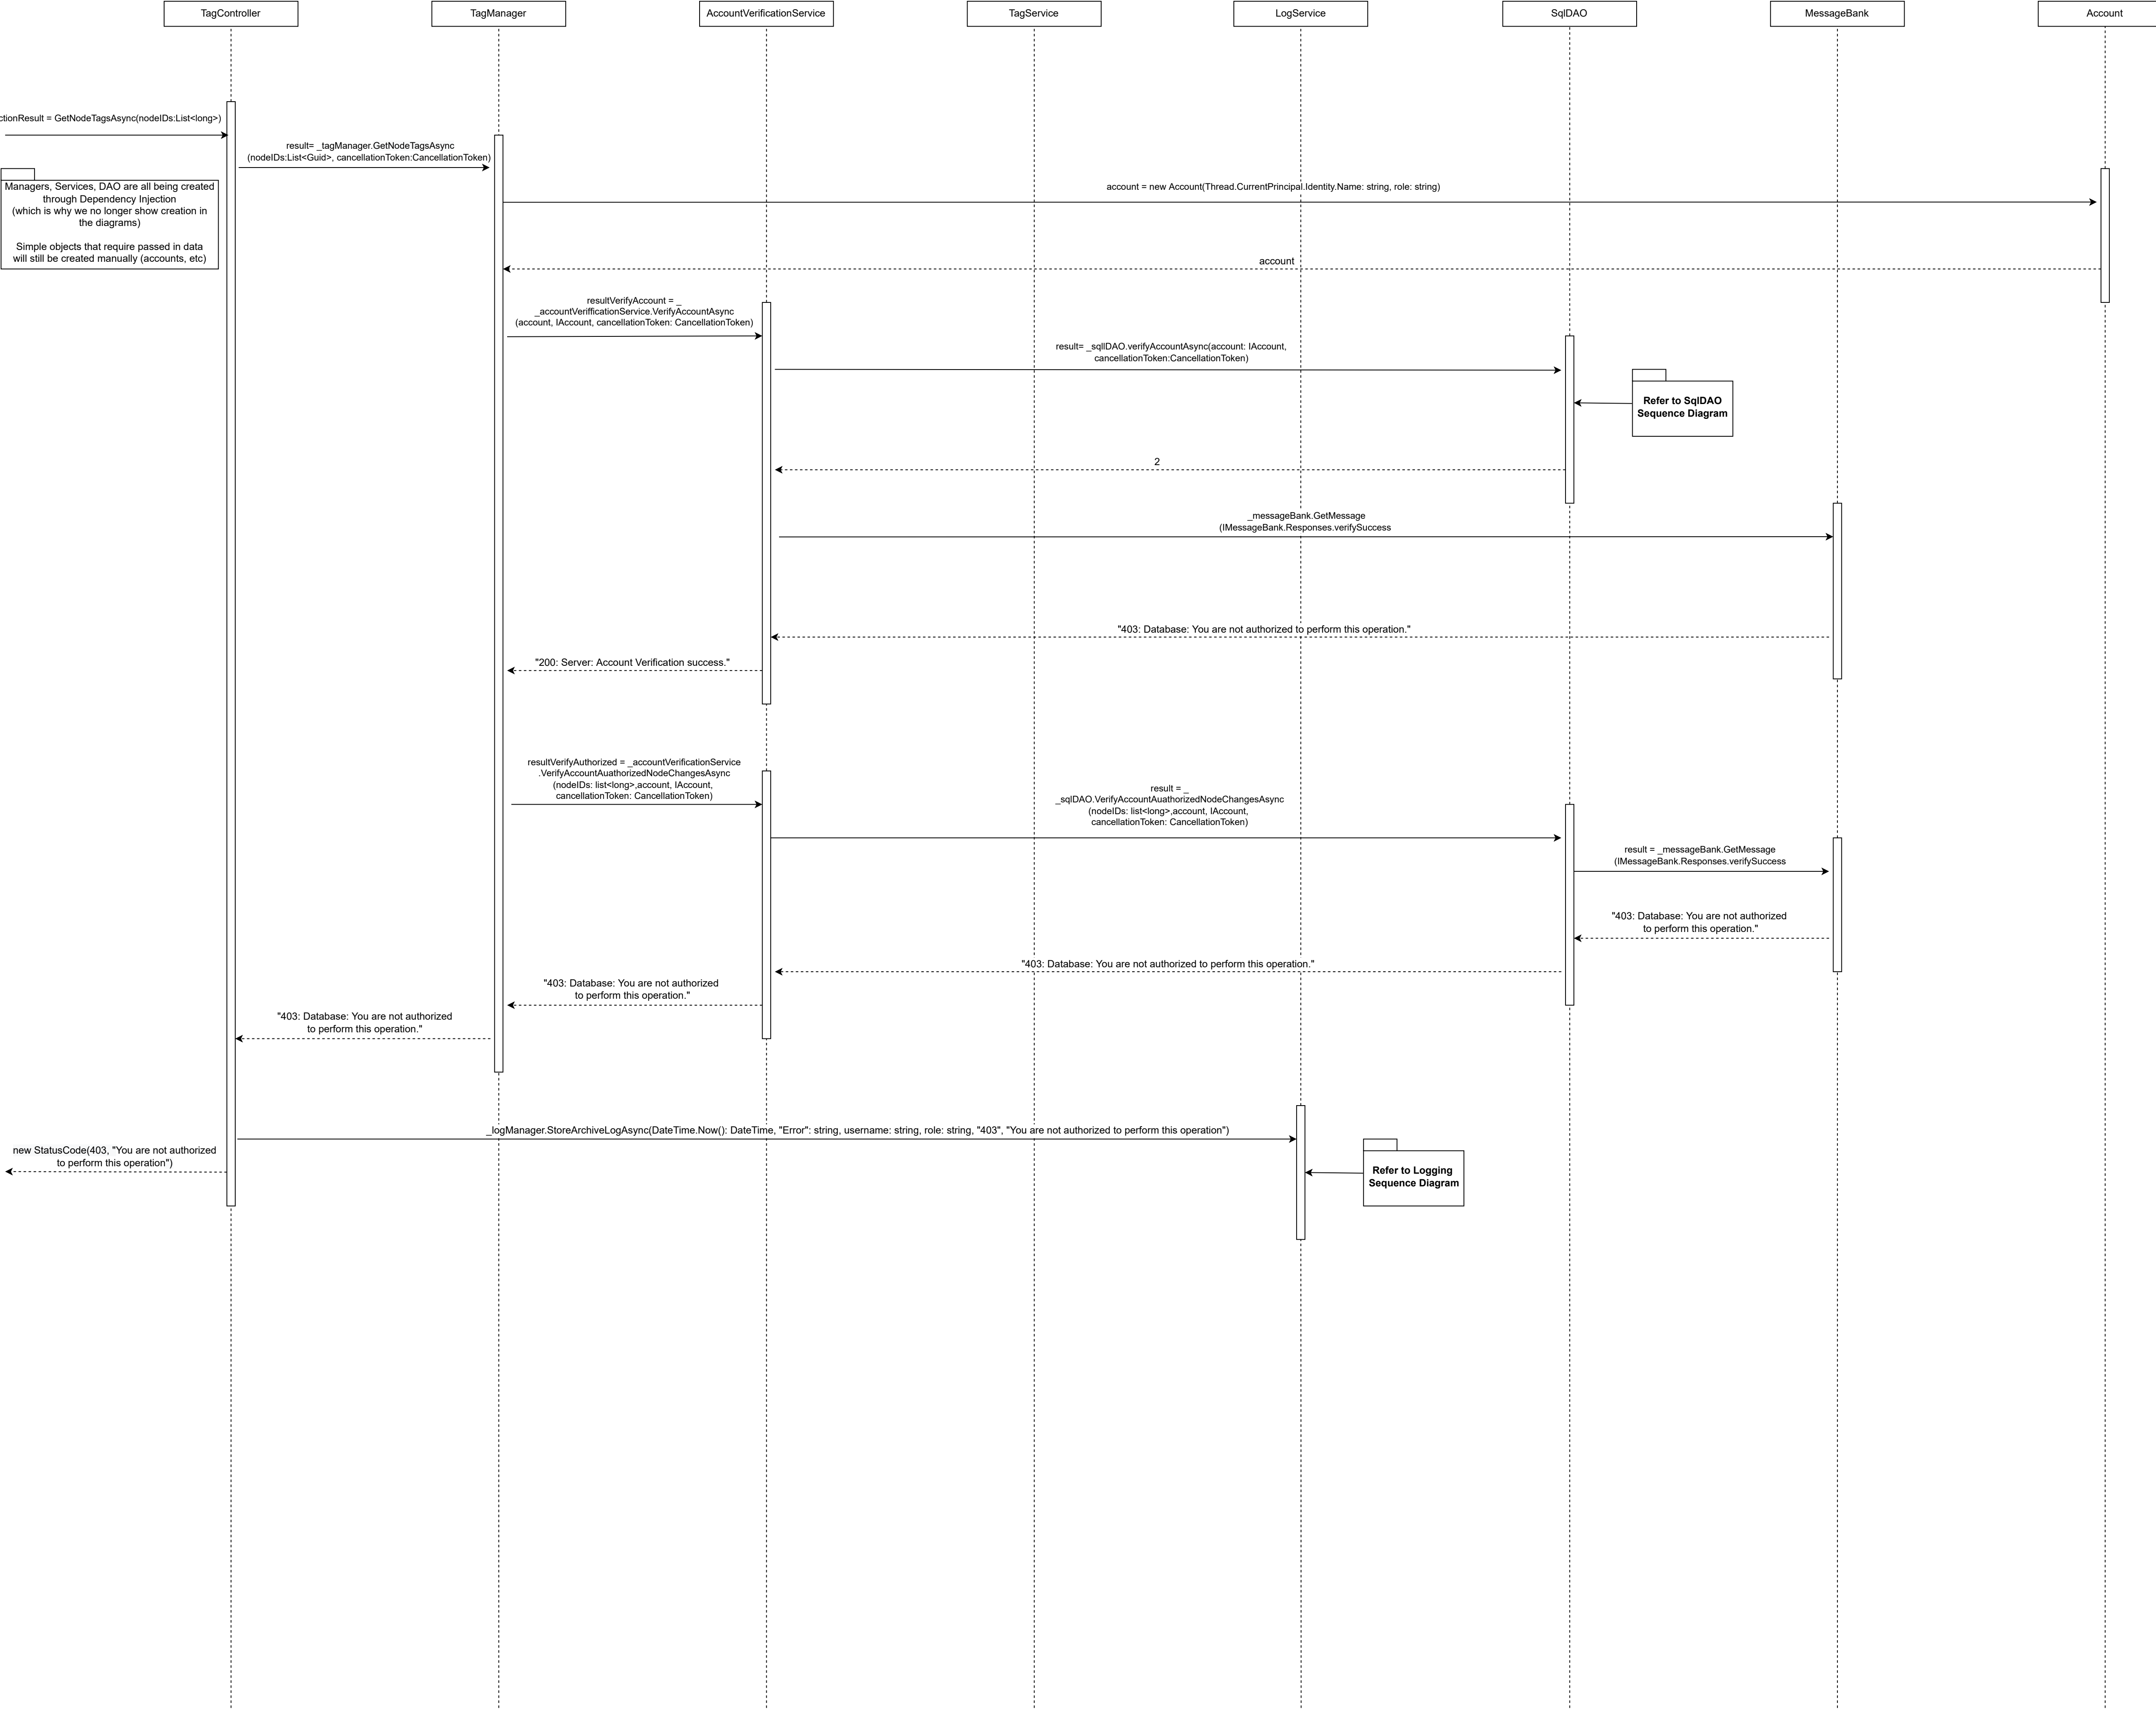 TagController
TagManager
AccountVerificationService
TagService
LogService
SqlDAO
MessageBank
Account
ctionResult = GetNodeTagsAsync(nodeIDs:List<long>)
result= _tagManager.GetNodeTagsAsync
(nodeIDs:List<Guid>, cancellationToken:CancellationToken)
Managers, Services, DAO are all being created
through Dependency Injection
(which is why we no longer show creation in
the diagrams)
Simple objects that require passed in data
will still be created manually (accounts, etc)
account = new Account(Thread.CurrentPrincipal.Identity.Name: string, role: string)
account
resultVerifyAccount = _
_accountVerifficationService.VerifyAccountAsync
(account, IAccount, cancellationToken: CancellationToken)
result= _sqllDAO.verifyAccountAsync(account: IAccount,
cancellationToken:CancellationToken)
Refer to SqlDAO
Sequence Diagram
2
_messageBank.GetMessage
(IMessageBank.Responses.verifySuccess
"403: Database: You are not authorized to perform this operation."
"200: Server: Account Verification success."
resultVerifyAuthorized = _accountVerificationService
.VerifyAccountAuathorizedNodeChangesAsync
(nodeIDs: list<long>,account, IAccount,
cancellationToken: CancellationToken)
result = _
_sqlDAO.VerifyAccountAuathorizedNodeChangesAsync
(nodeIDs: list<long>,account, IAccount,
cancellationToken: CancellationToken)
result = _messageBank.GetMessage
(IMessageBank.Responses.verifySuccess
"403: Database: You are not authorized
to perform this operation."
"403: Database: You are not authorized to perform this operation."
"403: Database: You are not authorized
to perform this operation."
"403: Database: You are not authorized
to perform this operation."
_logManager.StoreArchiveLogAsync(DateTime.Now(): DateTime, "Error": string, username: string, role: string, "403", "You are not authorized to perform this operation")
new StatusCode(403, "You are not authorized
to perform this operation")
Refer to Logging
Sequence Diagram